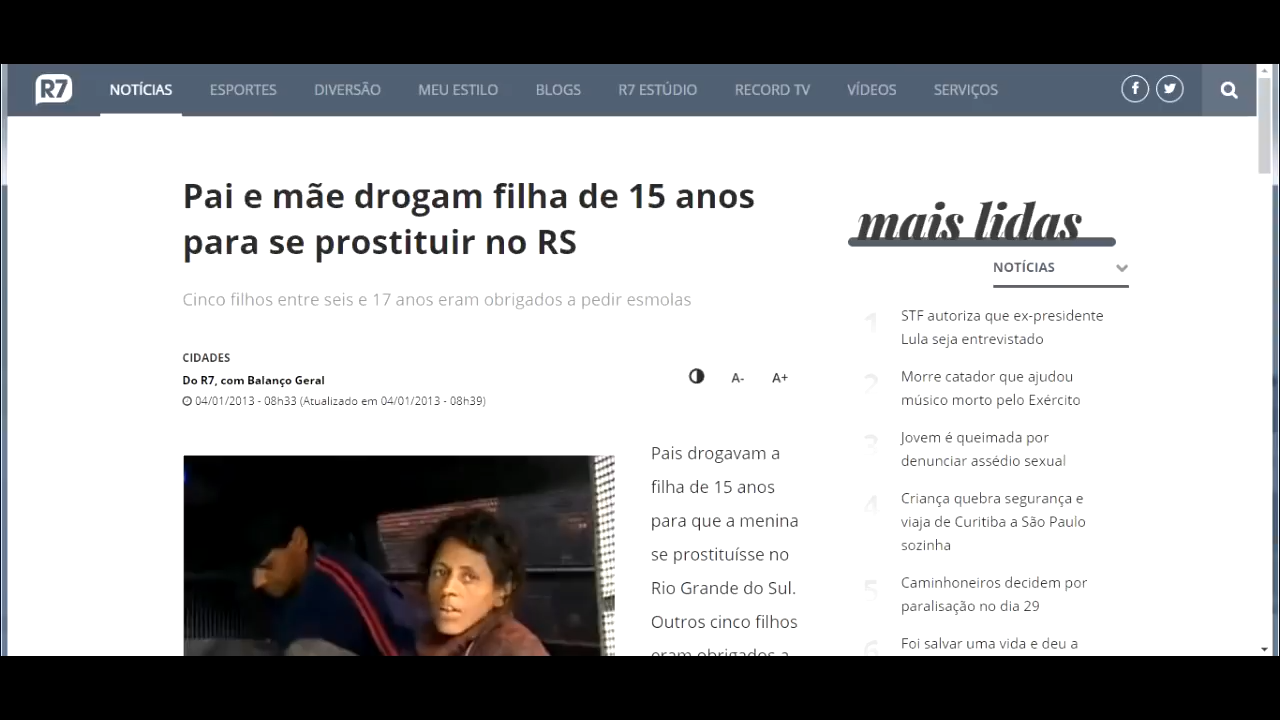 R7 NOTÍCIAS ESPORTES DIVERSÃO MEU ESTILO BLOGS R7 ESTÚDIO RECORD TV VÍDEOS SERVIÇOS
Pai e mãe drogam filha de 15 anos
para se prostituir no RS
Cinco filhos entre seis e 17 anos eram obrigados a pedir esmolas
CIDADES
Do R7, com Balanço Geral
04/01/2013 - 08h33 (Atualizado em 04/01/2013 - 08h39)
A- A+
Pais drogavam a
filha de 15 anos
para que a menina
se prostituísse no
Rio Grande do Sul.
Outros cinco filhos
eram obrigados a
mais lidas
NOTÍCIAS
1 STF autoriza que ex-presidente
Lula seja entrevistado
2 Morre catador que ajudou
músico morto pelo Exército
3 Jovem é queimada por
denunciar assédio sexual
4 Criança quebra segurança e
viaja de Curitiba a São Paulo
sozinha
5 Caminhoneiros decidem por
paralisação no dia 29
6 Foi salvar uma vida e deu a